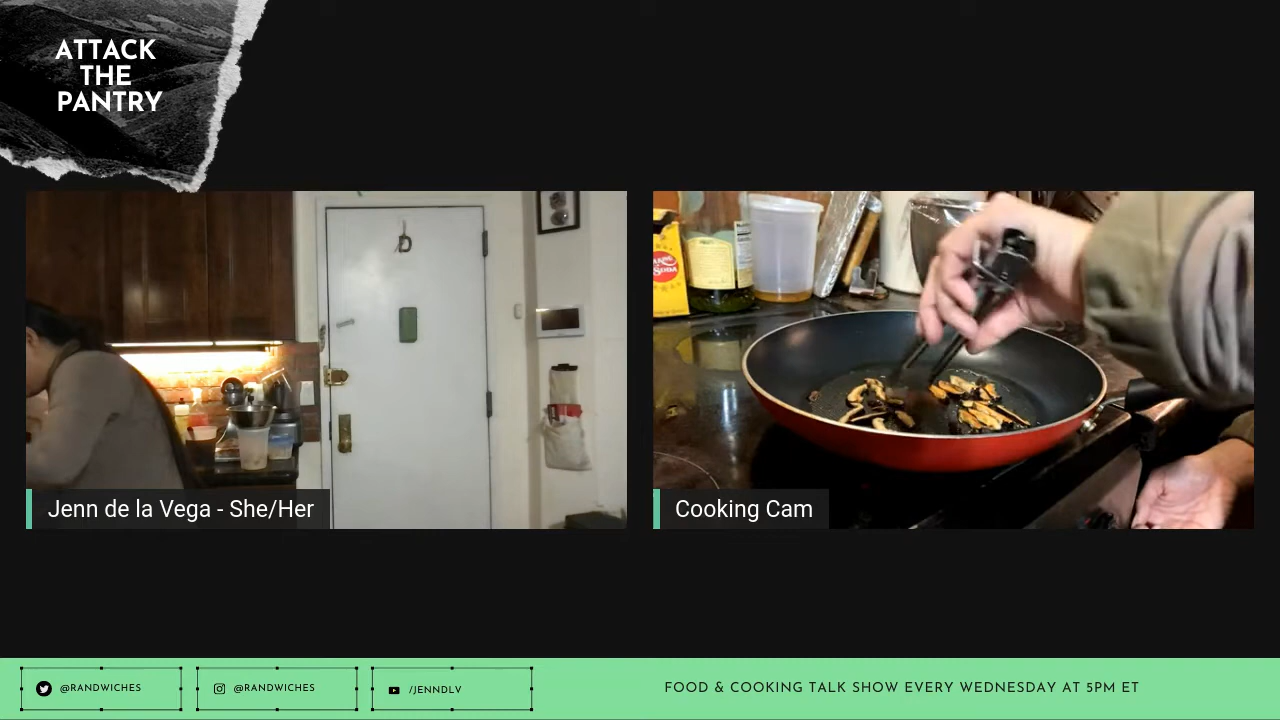 ATTACK
THE
PANTRY
D
Jenn de la Vega - She/Her
Cooking Cam
@RANDWICHES
@RANDWICHES
/JENNDLV
FOOD & COOKING TALK SHOW EVERY WEDNESDAY AT 5PM ET